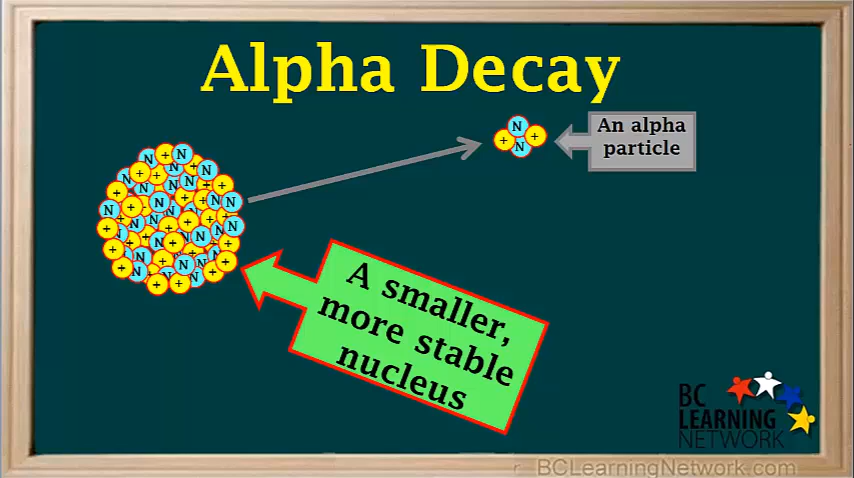 Alpha Decay
An alpha
particle
A smaller,
more stable
nucleus
BC
LEARNING
NETWORK
BCLearningNetwork.com